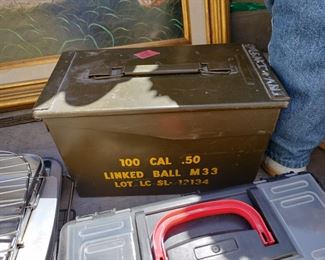 100 CAL .50
LINKED BALL M33
LOT LC SL- 12134